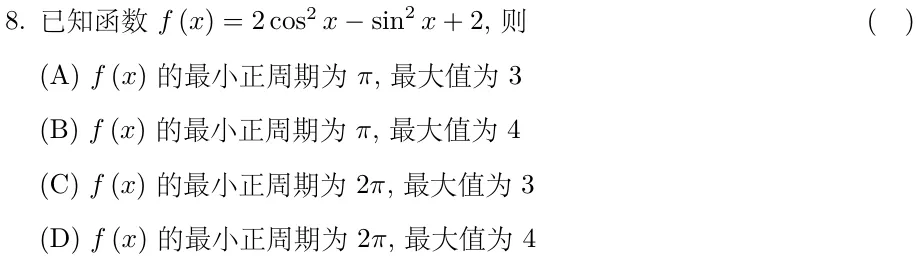 8. 已知函数 f (x) = 2 cos² x − sin² x + 2, 则 ( )
(A) f (x) 的最小正周期为 π, 最大值为 3
(B) f (x) 的最小正周期为 π, 最大值为 4
(C) f (x) 的最小正周期为 2π, 最大值为 3
(D) f (x) 的最小正周期为 2π, 最大值为 4